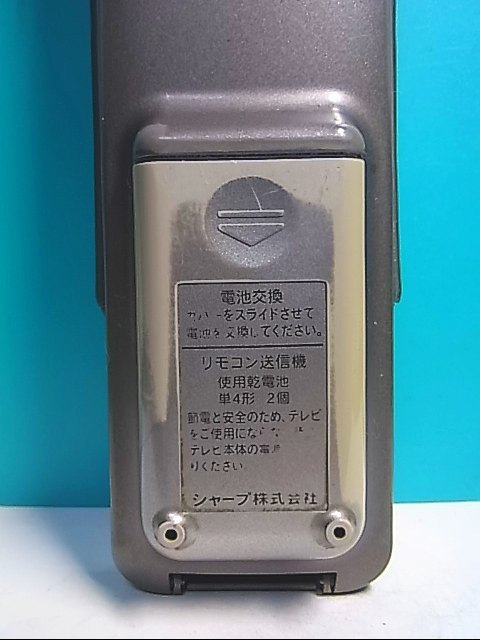 電池交換
をスライドさせて
電池を交換してください。
リモコン送信機
使用乾電池
単4形 2個
節電と安全のため、テレビ
をご使用になら
テレビ本体の電
りください
シャープ株式会社